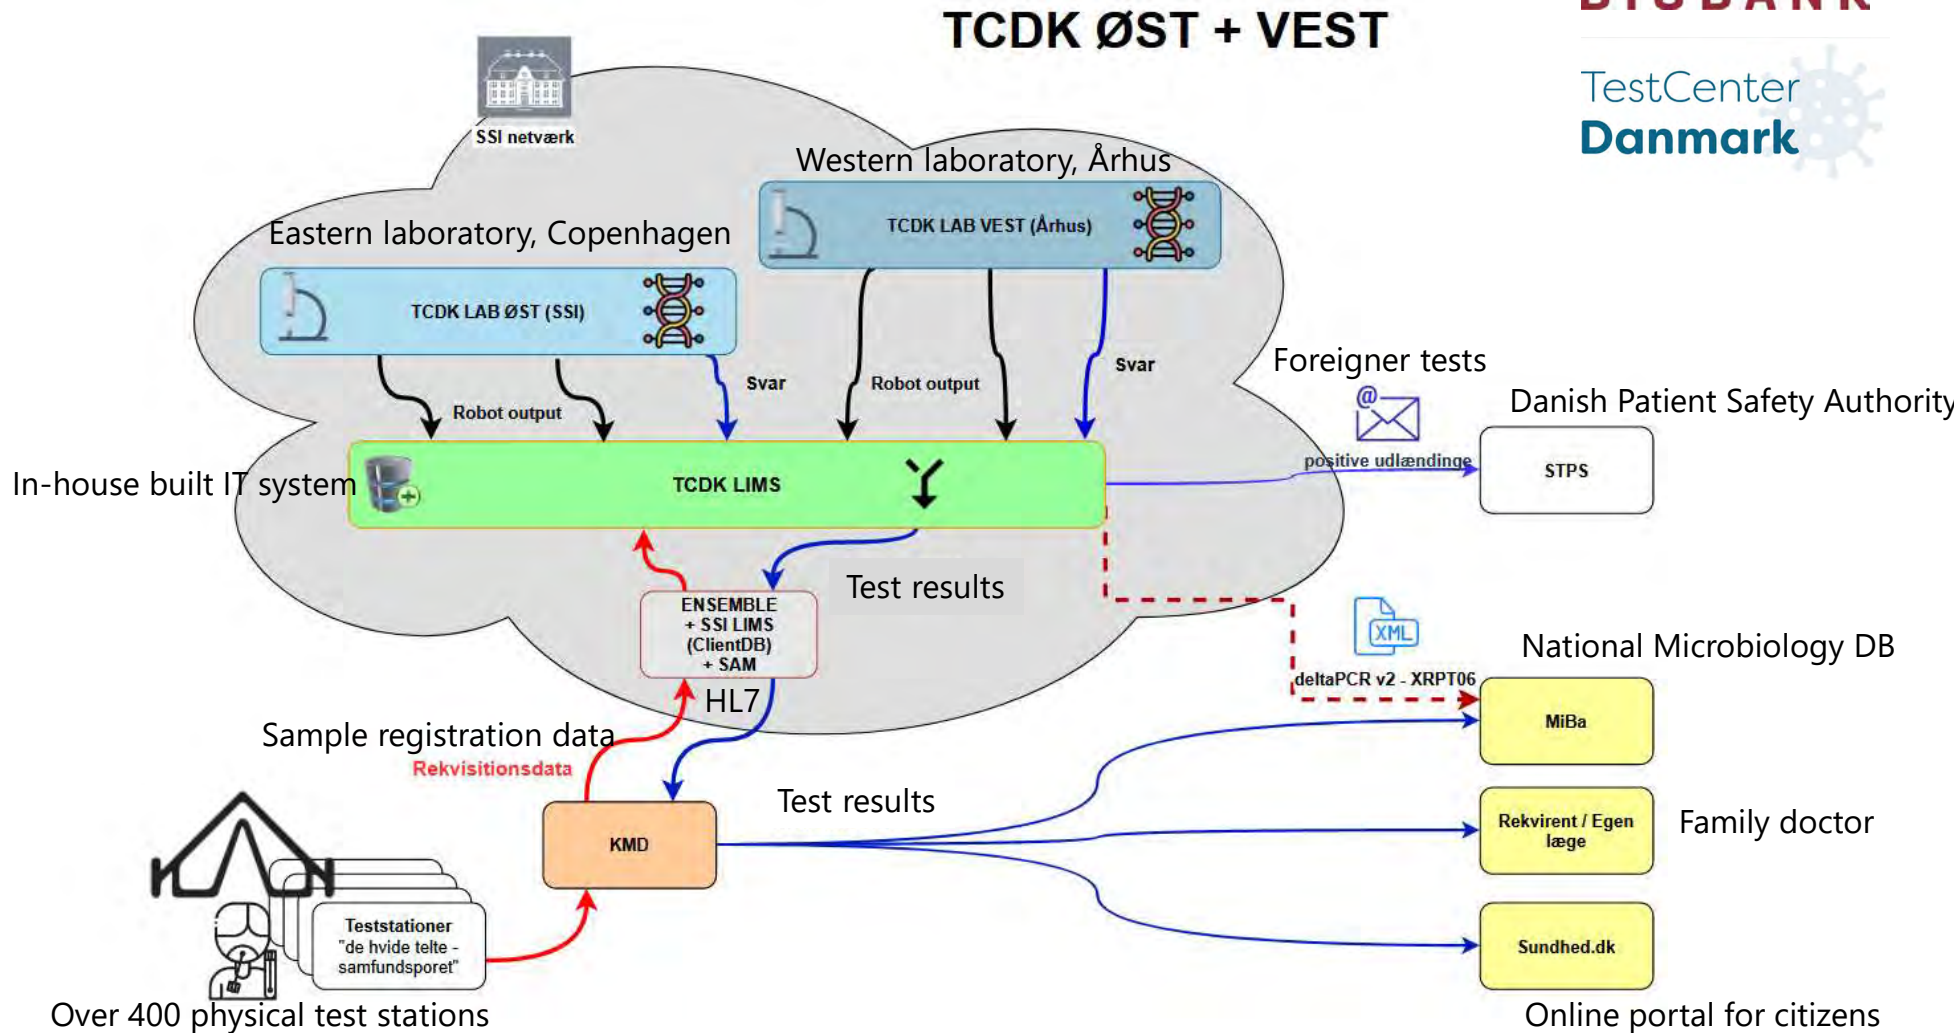 TCDK ØST + VEST
TestCenter
Danmark
SSI netværk
Western laboratory, Århus
TCDK LAB VEST (Århus)
Eastern laboratory, Copenhagen
TCDK LAB ØST (SSI)
Svar
Robot output
Svar
Robot output
Foreigner tests
@
Danish Patient Safety Authority
positive udlændinge
STPS
In-house built IT system
TCDK LIMS
Test results
ENSEMBLE
+ SSI LIMS
(ClientDB)
+ SAM
HL7
XML
National Microbiology DB
deltaPCR v2 - XRPT06
MiBa
Sample registration data
Rekvisitionsdata
Test results
KMD
Rekvirent / Egen
læge
Family doctor
Teststationer
"de hvide telte -
samfundsporet"
Sundhed.dk
Over 400 physical test stations
Online portal for citizens